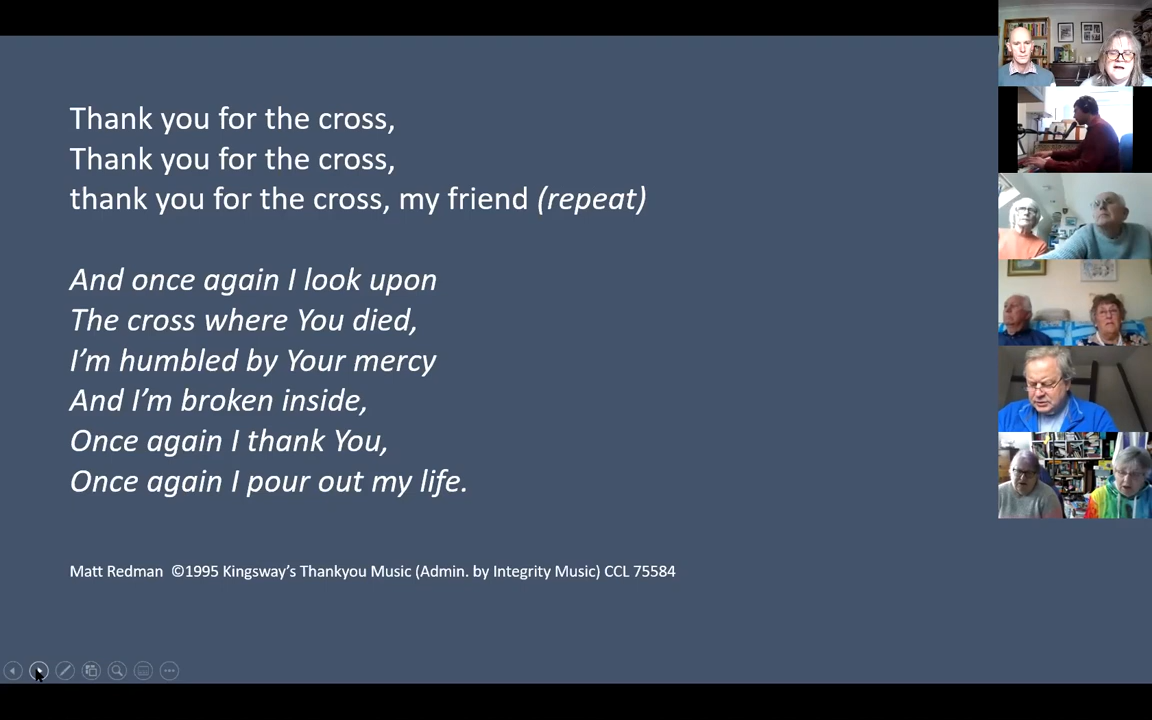 Thank you for the cross,
Thank you for the cross,
thank you for the cross, my friend (repeat)
And once again I look upon
The cross where You died,
I’m humbled by Your mercy
And I’m broken inside,
Once again I thank You,
Once again I pour out my life.
Matt Redman ©1995 Kingsway’s Thankyou Music (Admin. by Integrity Music) CCL 75584